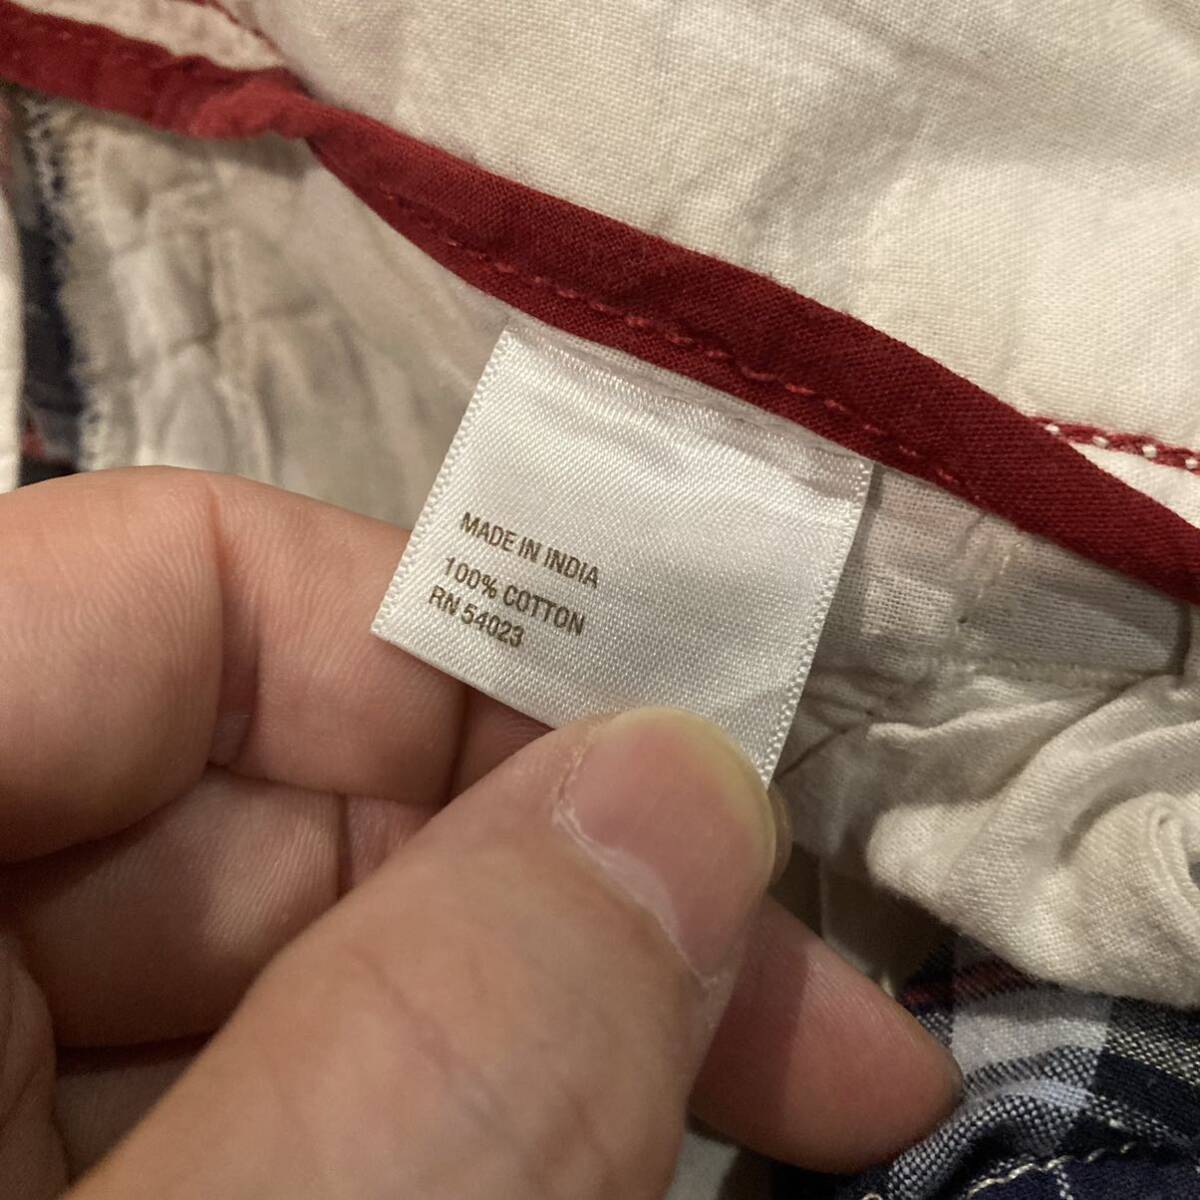 MADE IN INDIA
100% COTTON
RN 54023